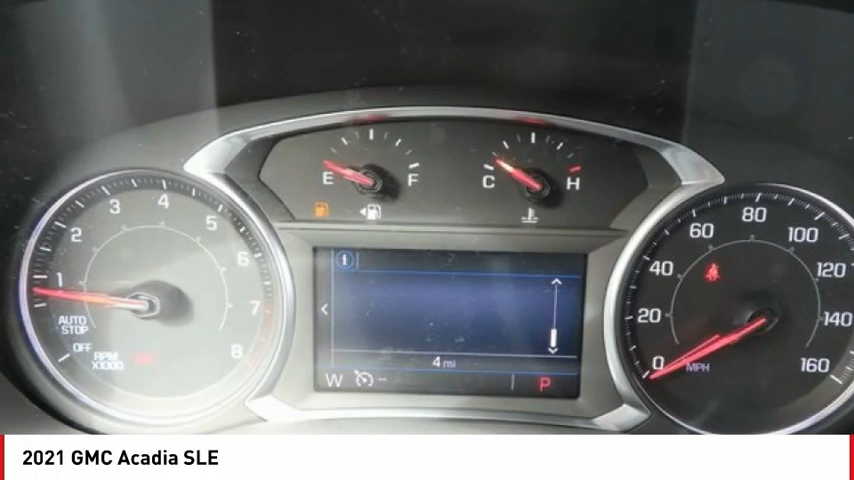 E F C H
1 2 3 4 5 6 7 8
AUTO
STOP
OFF
RPM
X1000
4 mi
W P
0 20 40 60 80 100 120 140 160
MPH
2021 GMC Acadia SLE